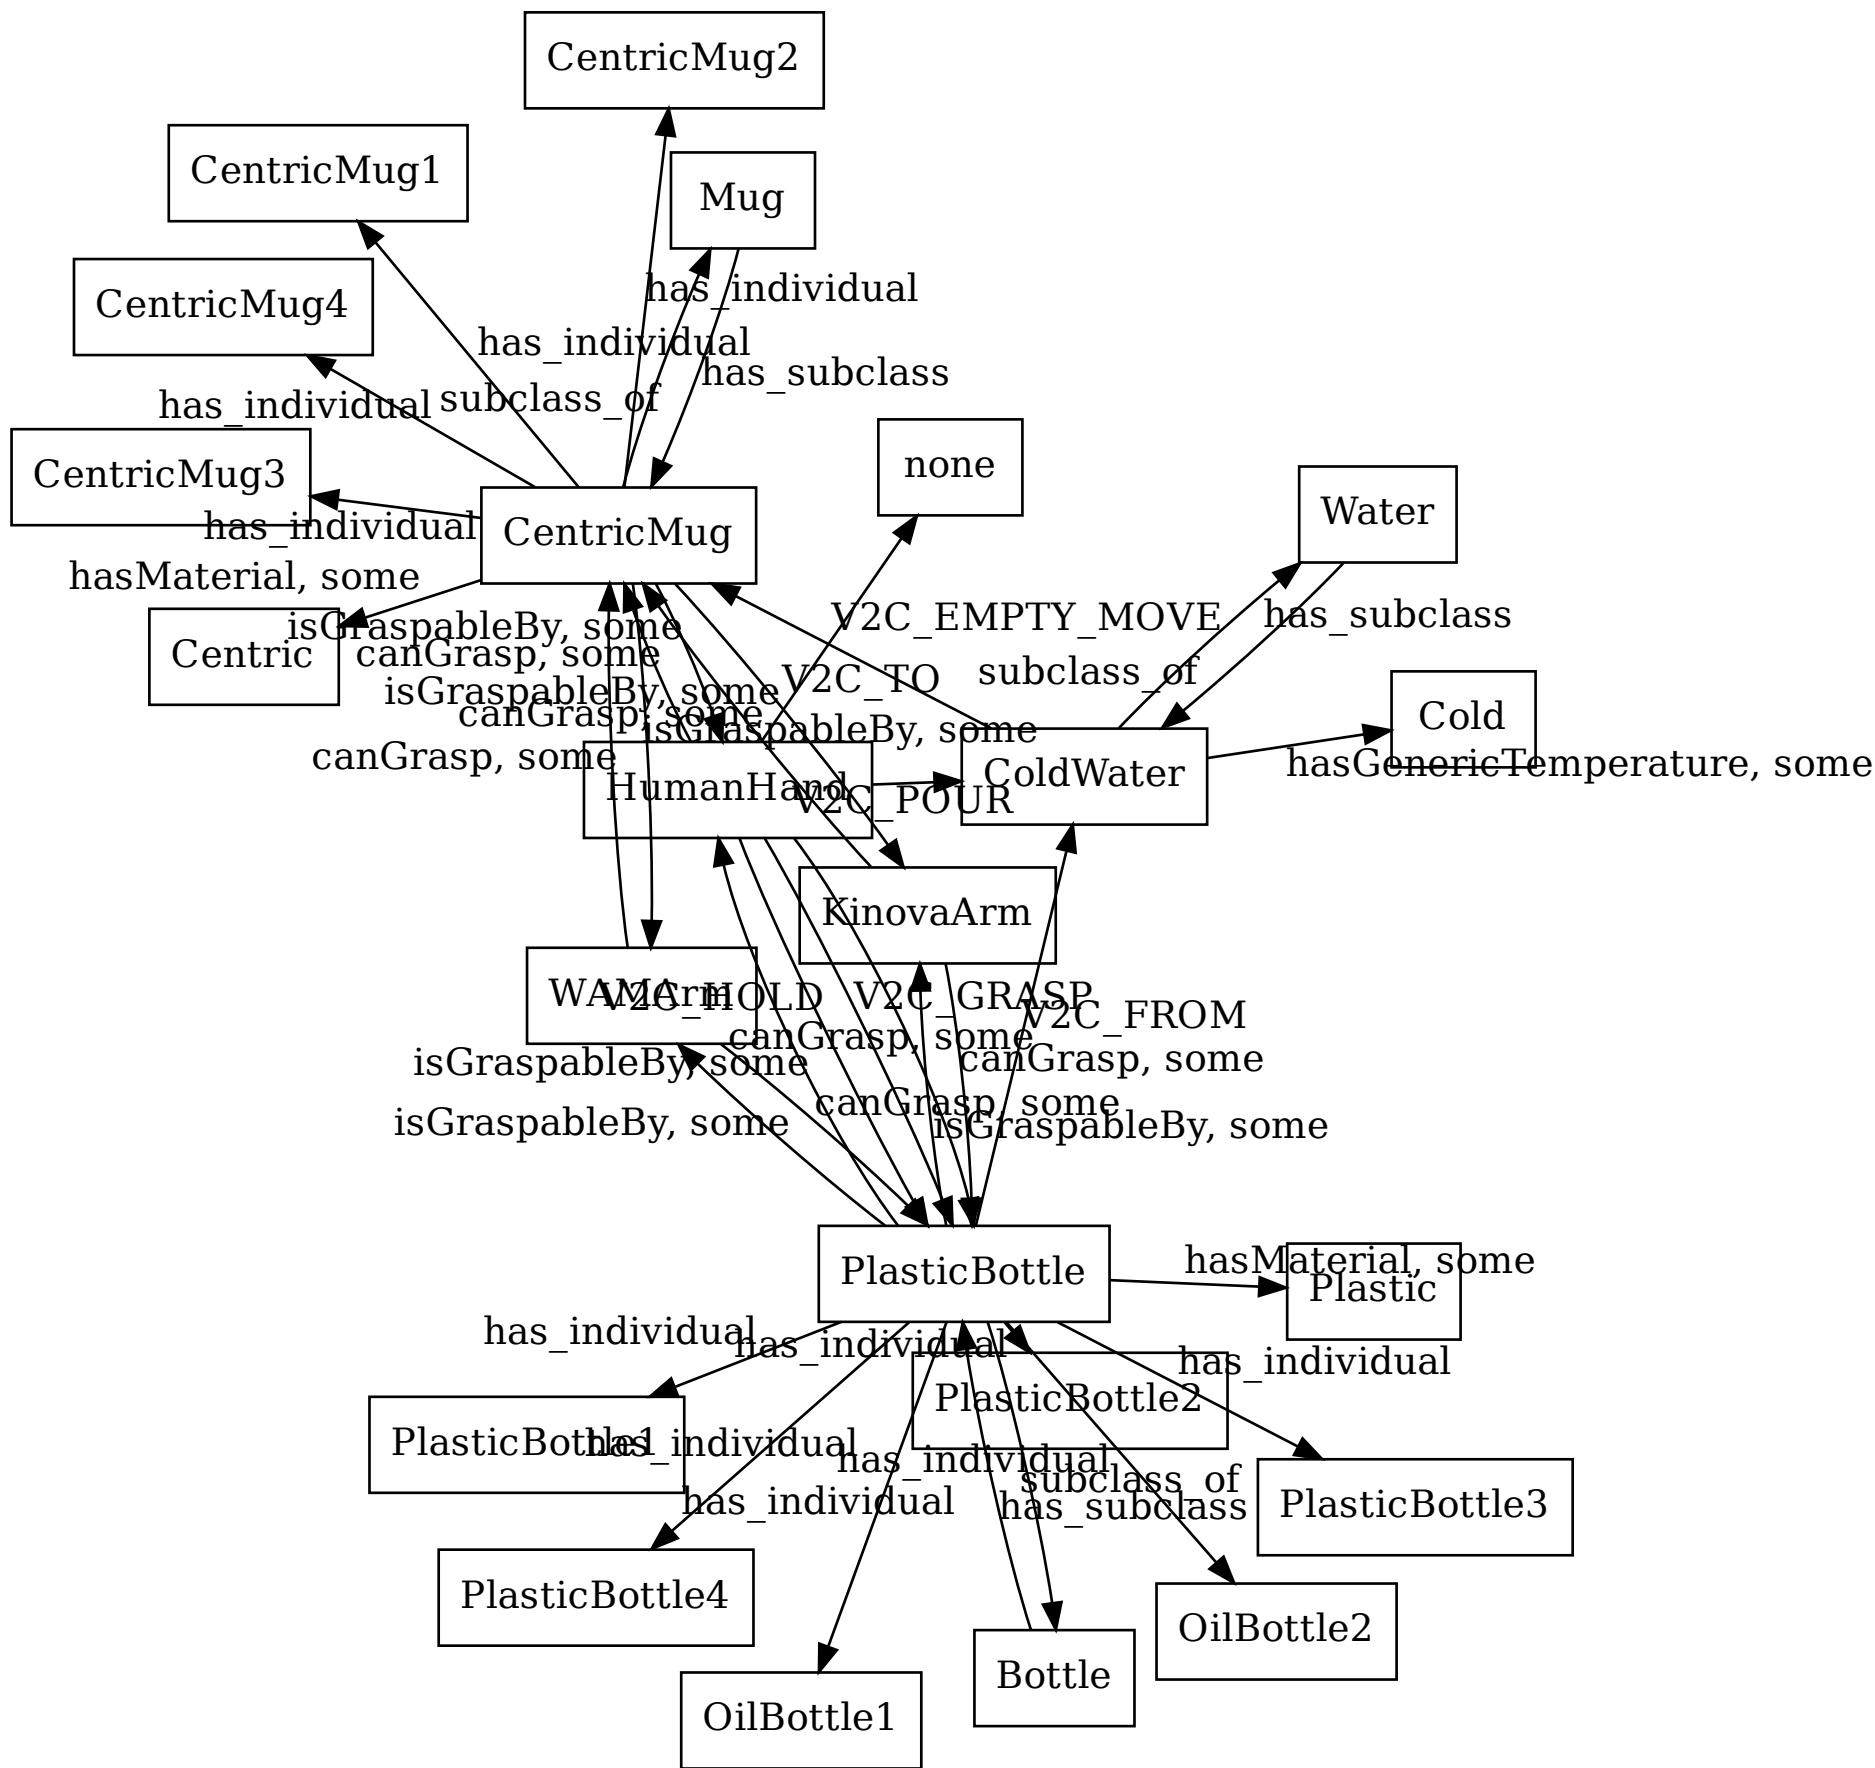 CentricMug2
CentricMug1
Mug
CentricMug4
has_individual
has_individual
has_subclass
subclass_of
has_individual
none
CentricMug3
Water
has_individual
CentricMug
hasMaterial, some
V2C_EMPTY_MOVE
has_subclass
isGraspableBy, some
Centric
canGrasp, some
subclass_of
V2C_TO
isGraspableBy, some
canGrasp, some
Cold
isGraspableBy, some
canGrasp, some
hasGenericTemperature, some
ColdWater
HumanHand
V2C_POUR
KinovaArm
WAMArm
V2C_HOLD
V2C_GRASP
V2C_FROM
canGrasp, some
isGraspableBy, some
canGrasp, some
canGrasp, some
isGraspableBy, some
isGraspableBy, some
PlasticBottle
hasMaterial, some
Plastic
has_individual
has_individual
has_individual
PlasticBottle2
PlasticBottle1
has_individual
has_individual
subclass_of
has_individual
has_subclass
PlasticBottle3
PlasticBottle4
OilBottle2
Bottle
OilBottle1